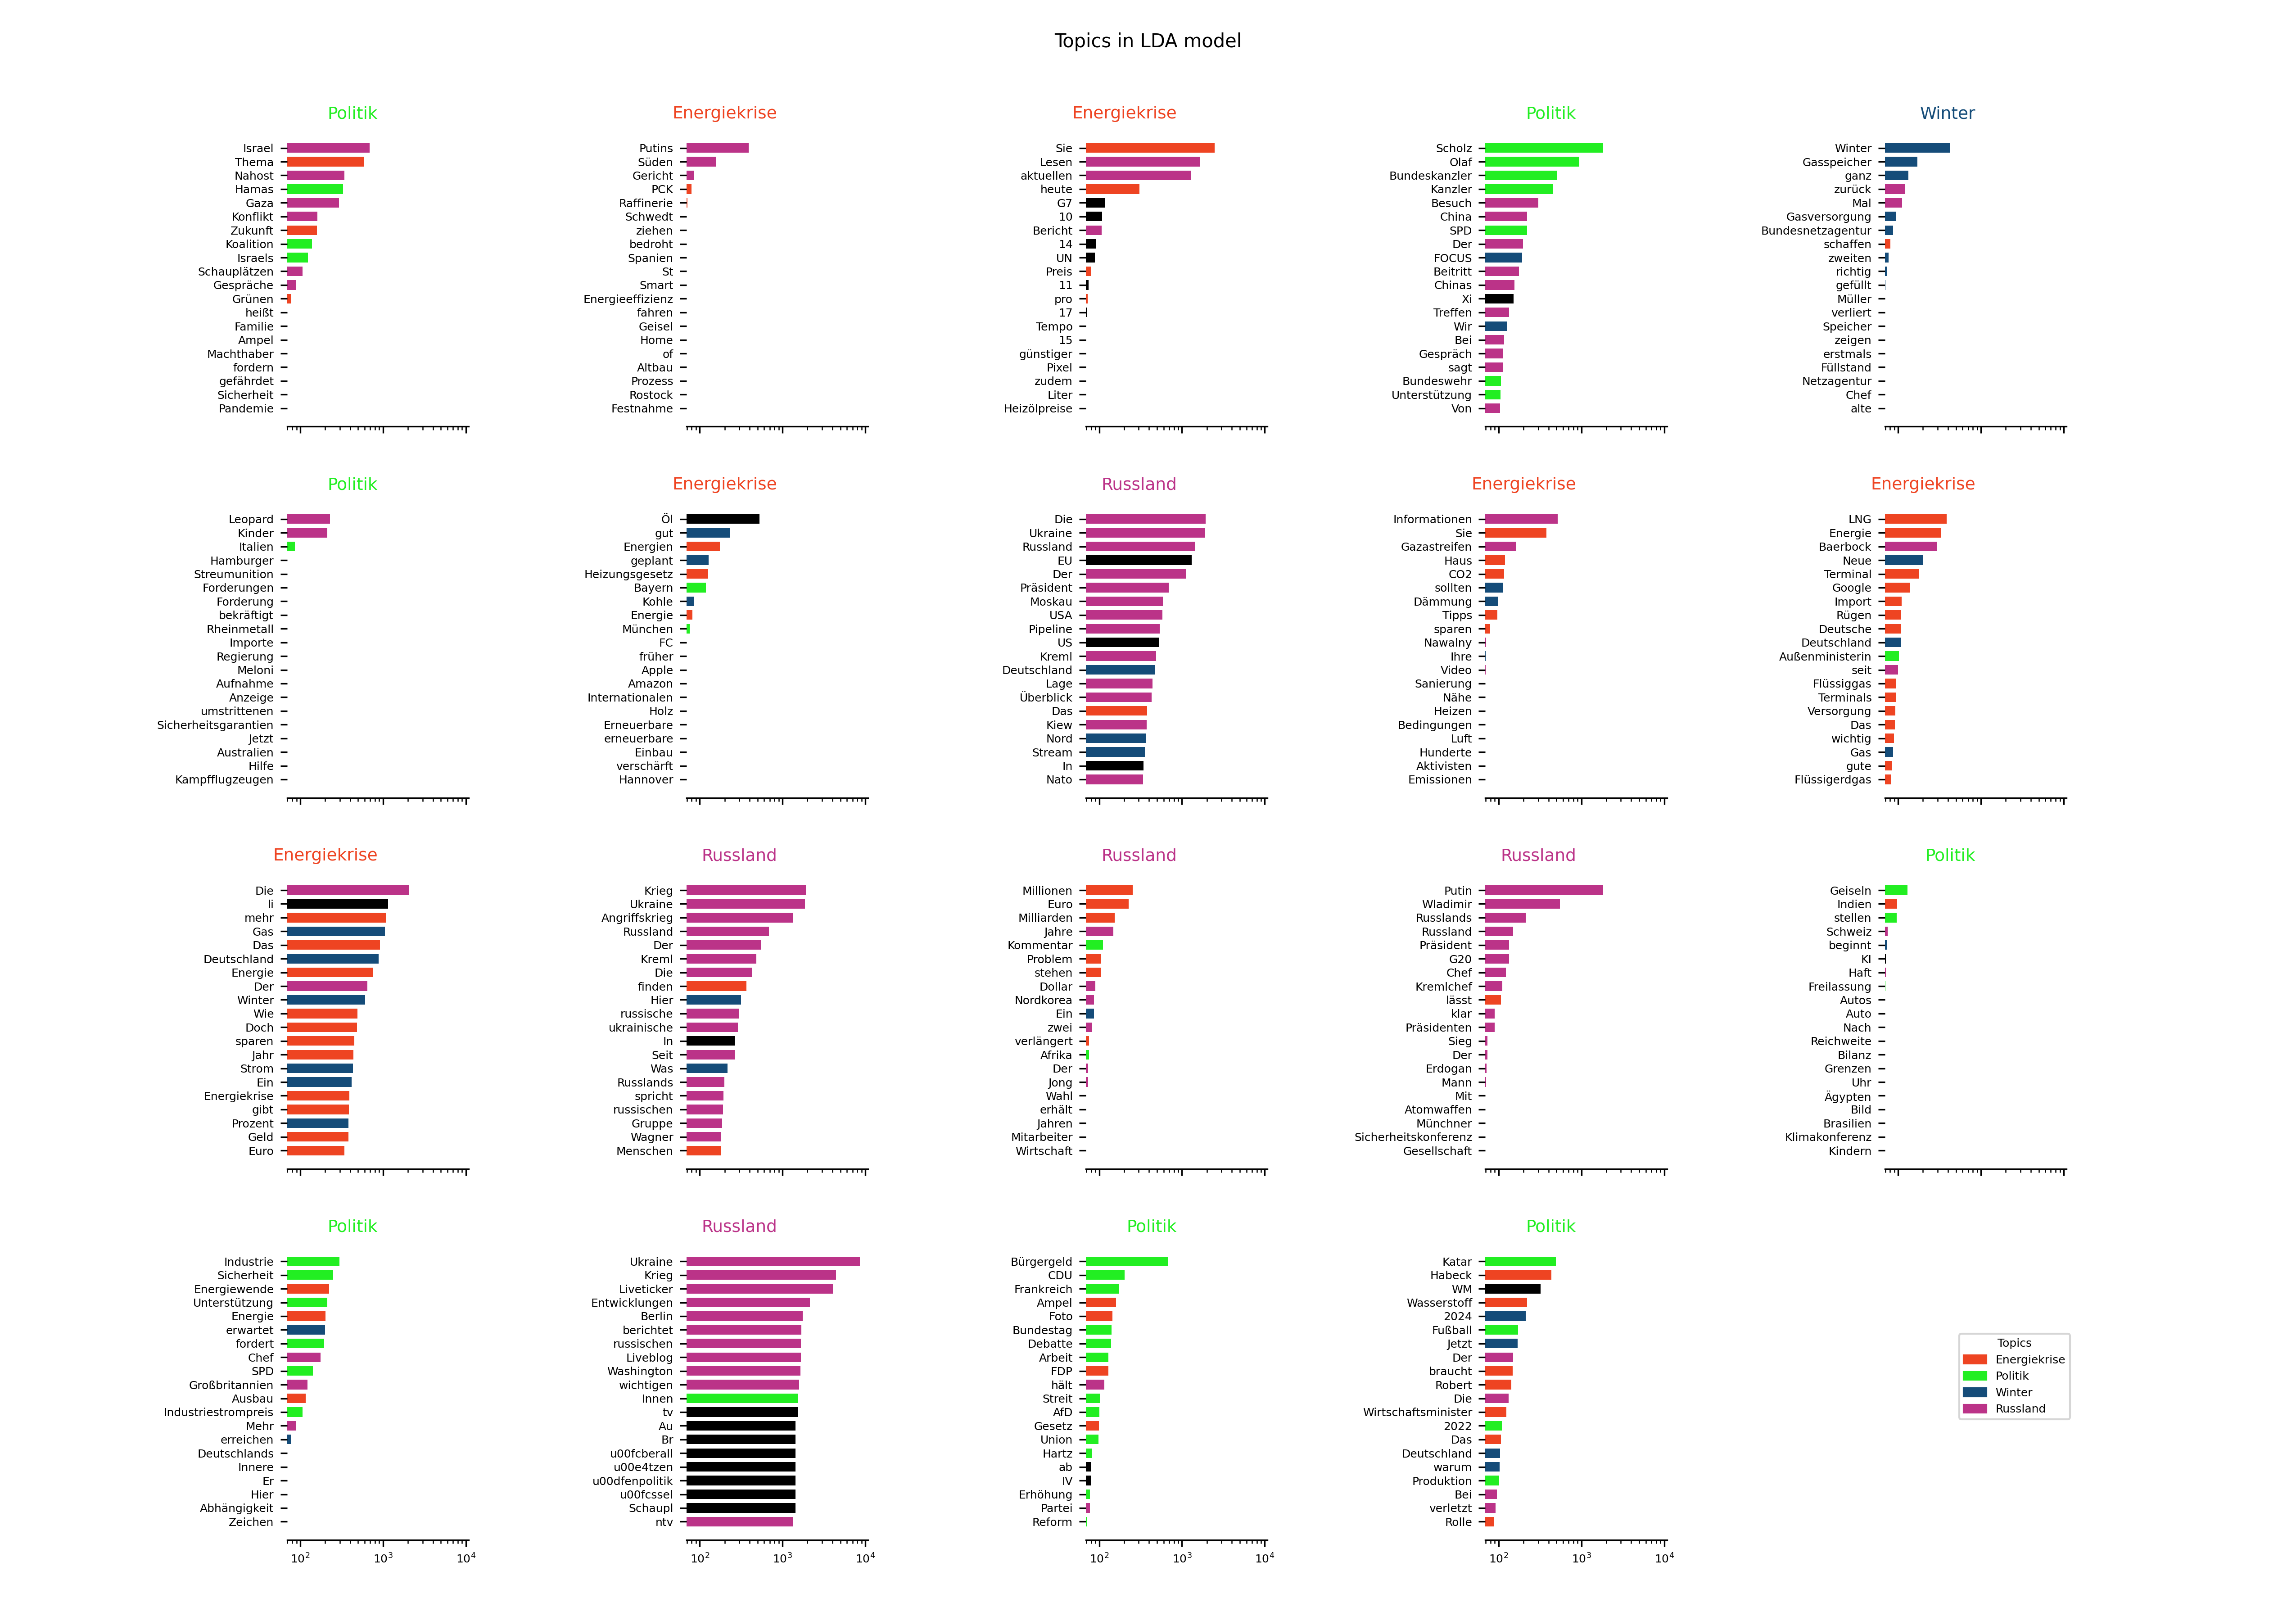 Topics in LDA model
Politik
Israel
Thema
Nahost
Hamas
Gaza
Konflikt
Zukunft
Koalition
Israels
Schauplätzen
Gespräche
Grünen
heißt
Familie
Ampel
Machthaber
fordern
gefährdet
Sicherheit
Pandemie
Energiekrise
Putins
Süden
Gericht
PCK
Raffinerie
Schwedt
ziehen
bedroht
Spanien
St
Smart
Energieeffizienz
fahren
Geisel
Home
of
Altbau
Prozess
Rostock
Festnahme
Energiekrise
Sie
Lesen
aktuellen
heute
G7
10
Bericht
14
UN
Preis
11
pro
17
Tempo
15
günstiger
Pixel
zudem
Liter
Heizölpreise
Politik
Scholz
Olaf
Bundeskanzler
Kanzler
Besuch
China
SPD
Der
FOCUS
Beitritt
Chinas
Xi
Treffen
Wir
Bei
Gespräch
sagt
Bundeswehr
Unterstützung
Von
Winter
Winter
Gasspeicher
ganz
zurück
Mal
Gasversorgung
Bundesnetzagentur
schaffen
zweiten
richtig
gefüllt
Müller
verliert
Speicher
zeigen
erstmals
Füllstand
Netzagentur
Chef
alte
Politik
Leopard
Kinder
Italien
Hamburger
Streumunition
Forderungen
Forderung
bekräftigt
Rheinmetall
Importe
Regierung
Meloni
Aufnahme
Anzeige
umstrittenen
Sicherheitsgarantien
Jetzt
Australien
Hilfe
Kampfflugzeugen
Energiekrise
Öl
gut
Energien
geplant
Heizungsgesetz
Bayern
Kohle
Energie
München
FC
früher
Apple
Amazon
Internationalen
Holz
Erneuerbare
erneuerbare
Einbau
verschärft
Hannover
Russland
Die
Ukraine
Russland
EU
Der
Präsident
Moskau
USA
Pipeline
US
Kreml
Deutschland
Lage
Überblick
Das
Kiew
Nord
Stream
In
Nato
Energiekrise
Informationen
Sie
Gazastreifen
Haus
CO2
sollten
Dämmung
Tipps
sparen
Nawalny
Ihre
Video
Sanierung
Nähe
Heizen
Bedingungen
Luft
Hunderte
Aktivisten
Emissionen
Energiekrise
LNG
Energie
Baerbock
Neue
Terminal
Google
Import
Rügen
Deutsche
Deutschland
Außenministerin
seit
Flüssiggas
Terminals
Versorgung
Das
wichtig
Gas
gute
Flüssigerdgas
Energiekrise
Die
li
mehr
Gas
Das
Deutschland
Energie
Der
Winter
Wie
Doch
sparen
Jahr
Strom
Ein
Energiekrise
gibt
Prozent
Geld
Euro
Russland
Krieg
Ukraine
Angriffskrieg
Russland
Der
Kreml
Die
finden
Hier
russische
ukrainische
In
Seit
Was
Russlands
spricht
russischen
Gruppe
Wagner
Menschen
Russland
Millionen
Euro
Milliarden
Jahre
Kommentar
Problem
stehen
Dollar
Nordkorea
Ein
zwei
verlängert
Afrika
Der
Jong
Wahl
erhält
Jahren
Mitarbeiter
Wirtschaft
Russland
Putin
Wladimir
Russlands
Russland
Präsident
G20
Chef
Kremlchef
lässt
klar
Präsidenten
Sieg
Der
Erdogan
Mann
Mit
Atomwaffen
Münchner
Sicherheitskonferenz
Gesellschaft
Politik
Geiseln
Indien
stellen
Schweiz
beginnt
KI
Haft
Freilassung
Autos
Auto
Nach
Reichweite
Bilanz
Grenzen
Uhr
Ägypten
Bild
Brasilien
Klimakonferenz
Kindern
Politik
Industrie
Sicherheit
Energiewende
Unterstützung
Energie
erwartet
fordert
Chef
SPD
Großbritannien
Ausbau
Industriestrompreis
Mehr
erreichen
Deutschlands
Innere
Er
Hier
Abhängigkeit
Zeichen
10² 10³ 10⁴
Russland
Ukraine
Krieg
Liveticker
Entwicklungen
Berlin
berichtet
russischen
Liveblog
Washington
wichtigen
Innen
tv
Au
Br
u00fcberall
u00e4tzen
u00dfenpolitik
u00fcssel
Schaupl
ntv
10² 10³ 10⁴
Politik
Bürgergeld
CDU
Frankreich
Ampel
Foto
Bundestag
Debatte
Arbeit
FDP
hält
Streit
AfD
Gesetz
Union
Hartz
ab
IV
Erhöhung
Partei
Reform
10² 10³ 10⁴
Politik
Katar
Habeck
WM
Wasserstoff
2024
Fußball
Jetzt
Der
braucht
Robert
Die
Wirtschaftsminister
2022
Das
Deutschland
warum
Produktion
Bei
verletzt
Rolle
10² 10³ 10⁴
Topics
Energiekrise
Politik
Winter
Russland